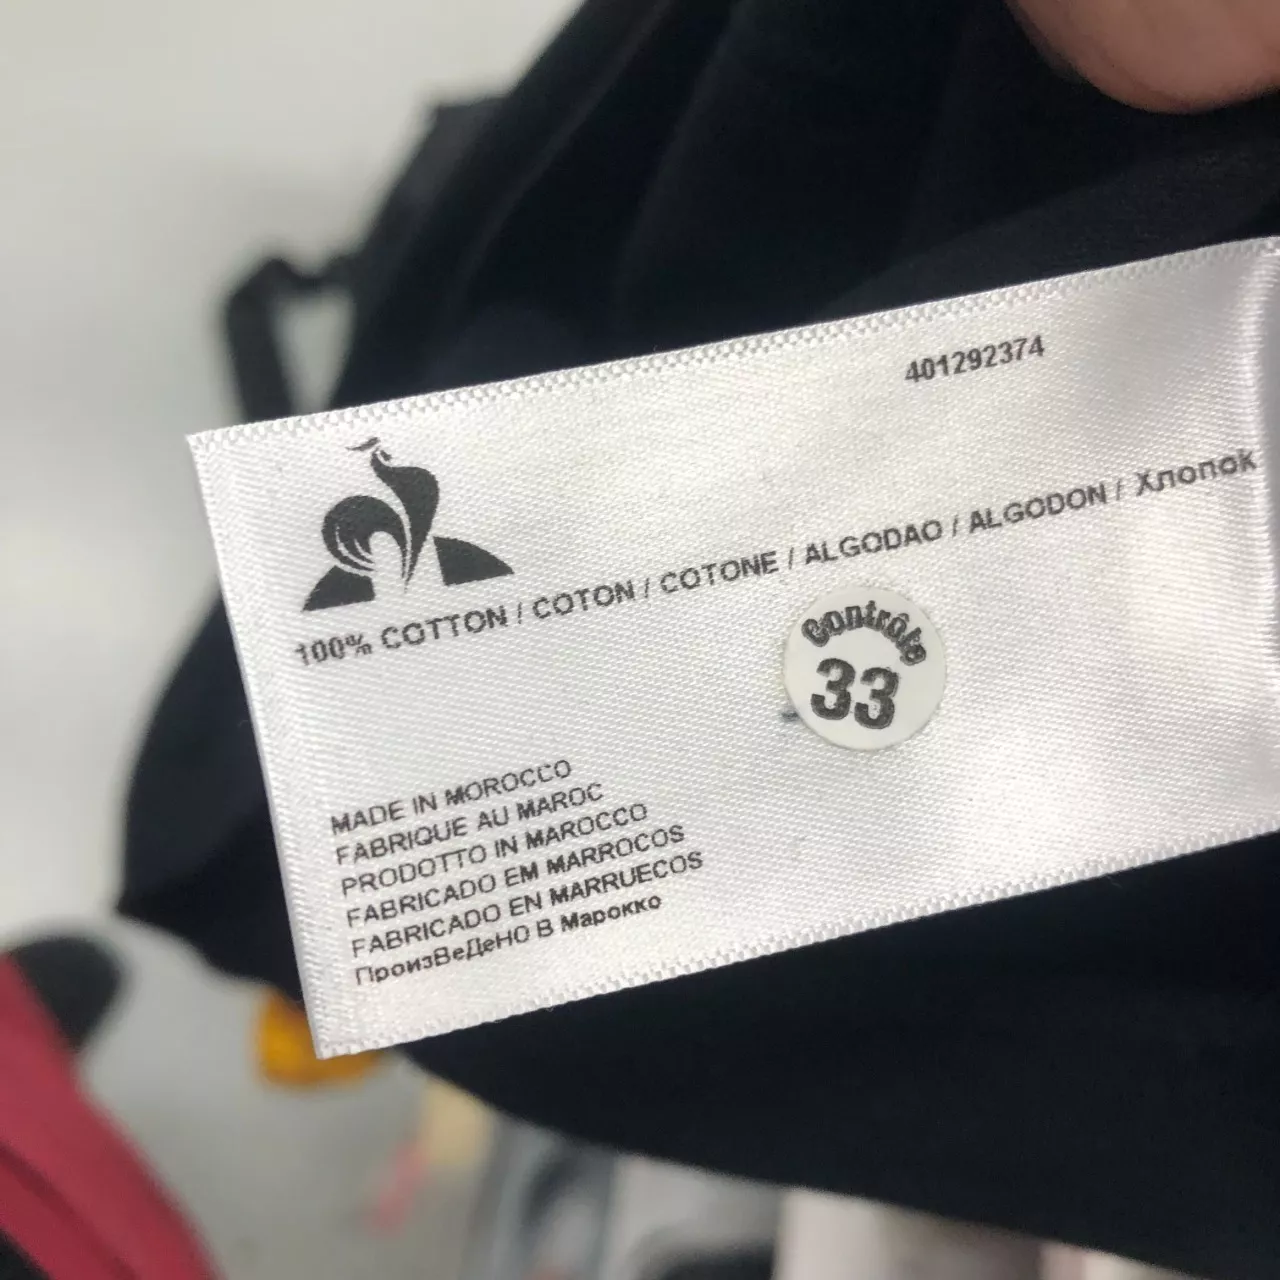 401292374
100% COTTON / COTON / COTONE / ALGODAO / ALGODON / Хлопок
Contrôle
33
MADE IN MOROCCO
FABRIQUE AU MAROC
PRODOTTO IN MAROCCO
FABRICADO EM MARROCOS
FABRICADO EN MARRUECOS
ПроизВеДеНО В Марокко